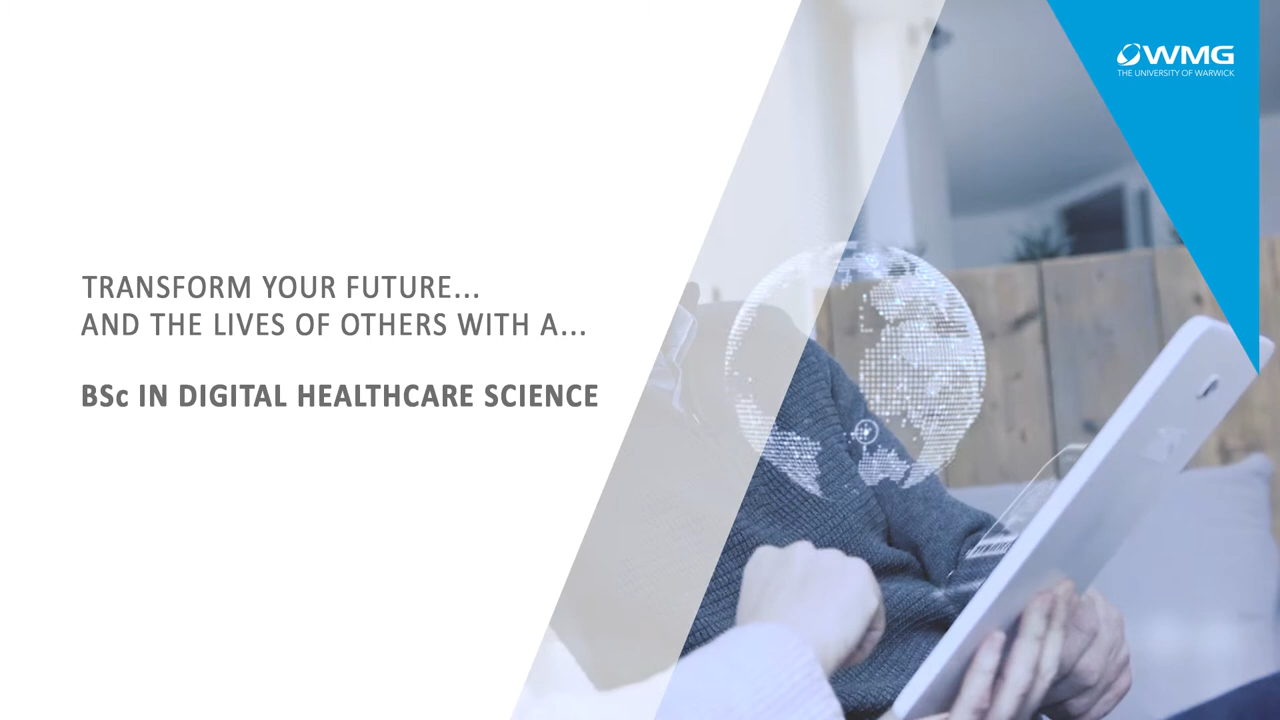 TRANSFORM YOUR FUTURE...
AND THE LIVES OF OTHERS WITH A...
BSc IN DIGITAL HEALTHCARE SCIENCE
WMG
THE UNIVERSITY OF WARWICK